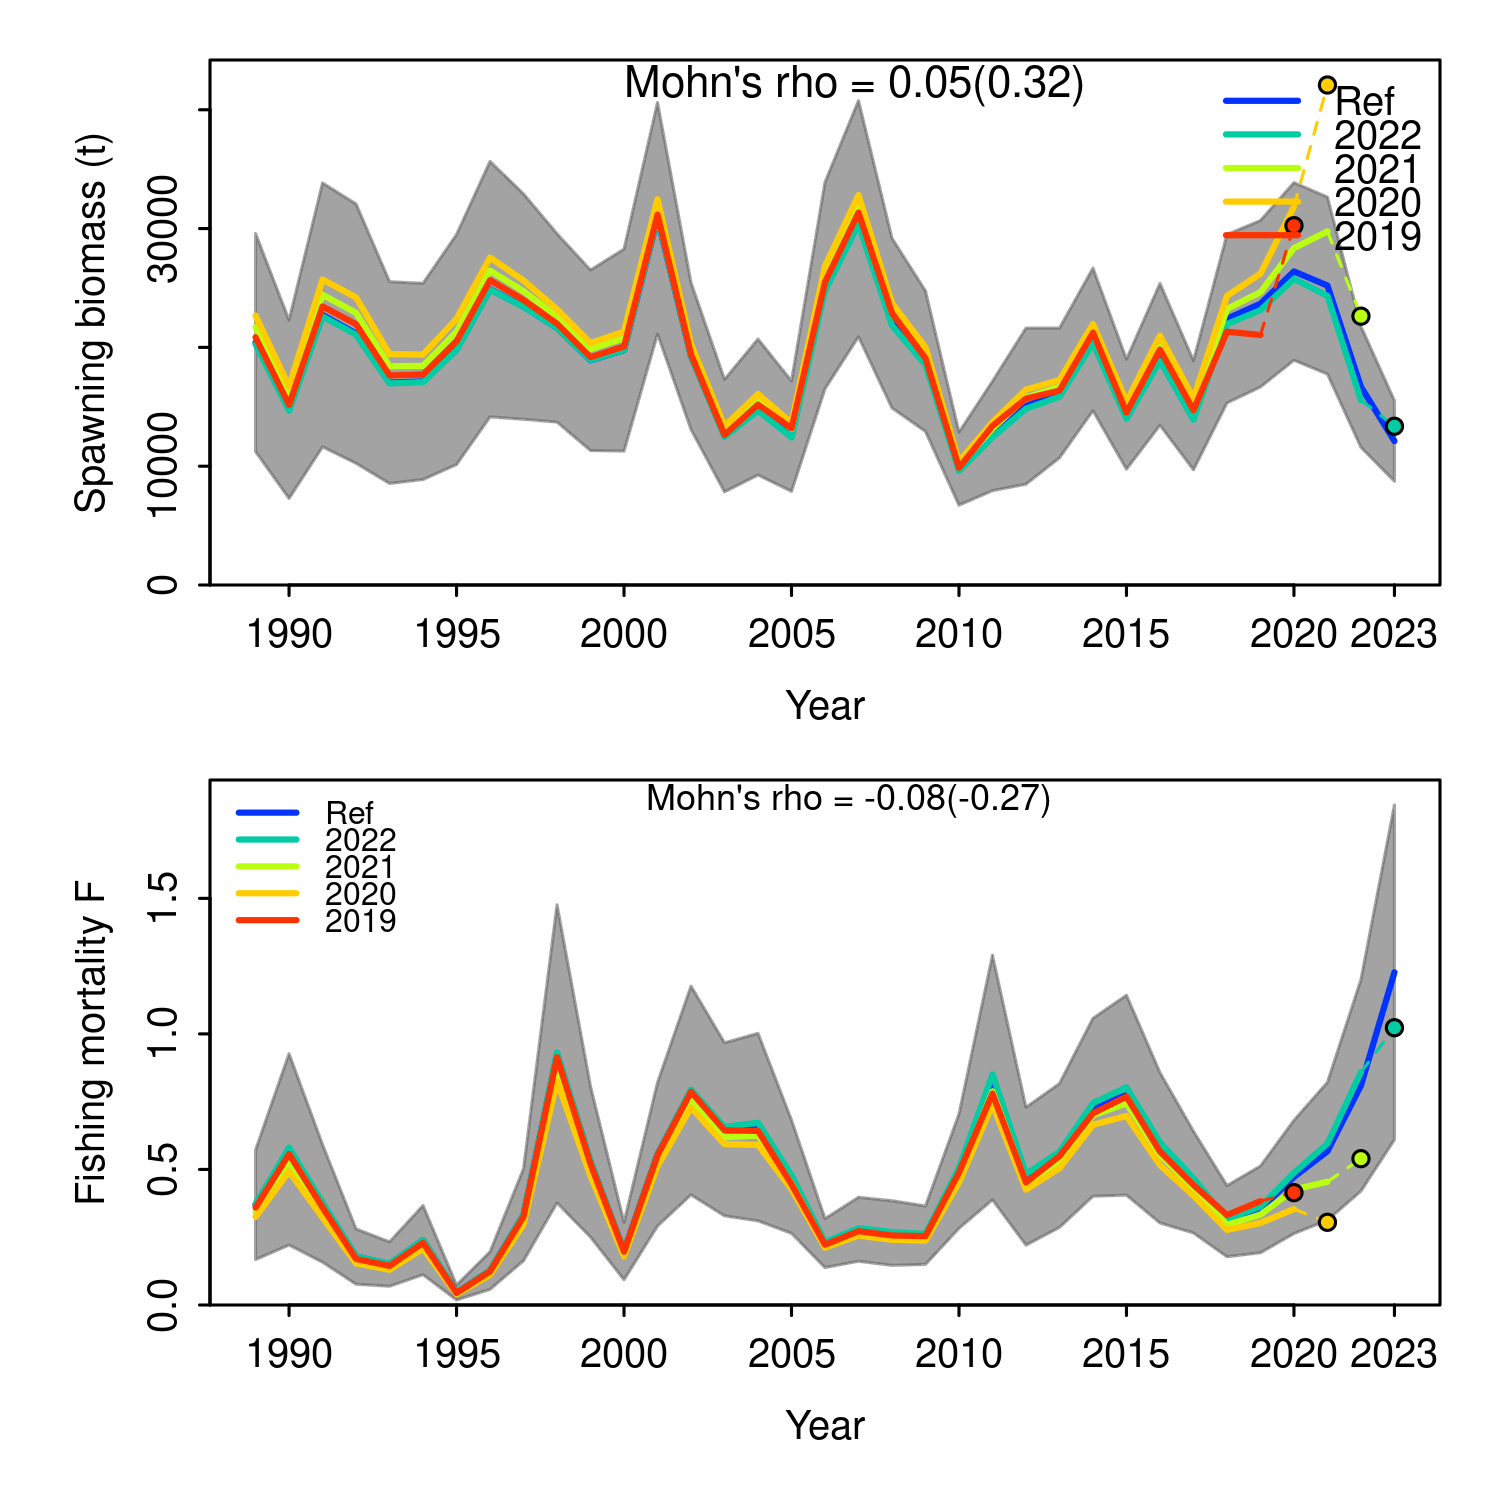 Mohn's rho = 0.05(0.32)
Ref
2022
2021
2020
2019
Spawning biomass (t)
0 10000 30000
1990 1995 2000 2005 2010 2015 2020 2023
Year
Mohn's rho = -0.08(-0.27)
Ref
2022
2021
2020
2019
Fishing mortality F
0.0 0.5 1.0 1.5
1990 1995 2000 2005 2010 2015 2020 2023
Year